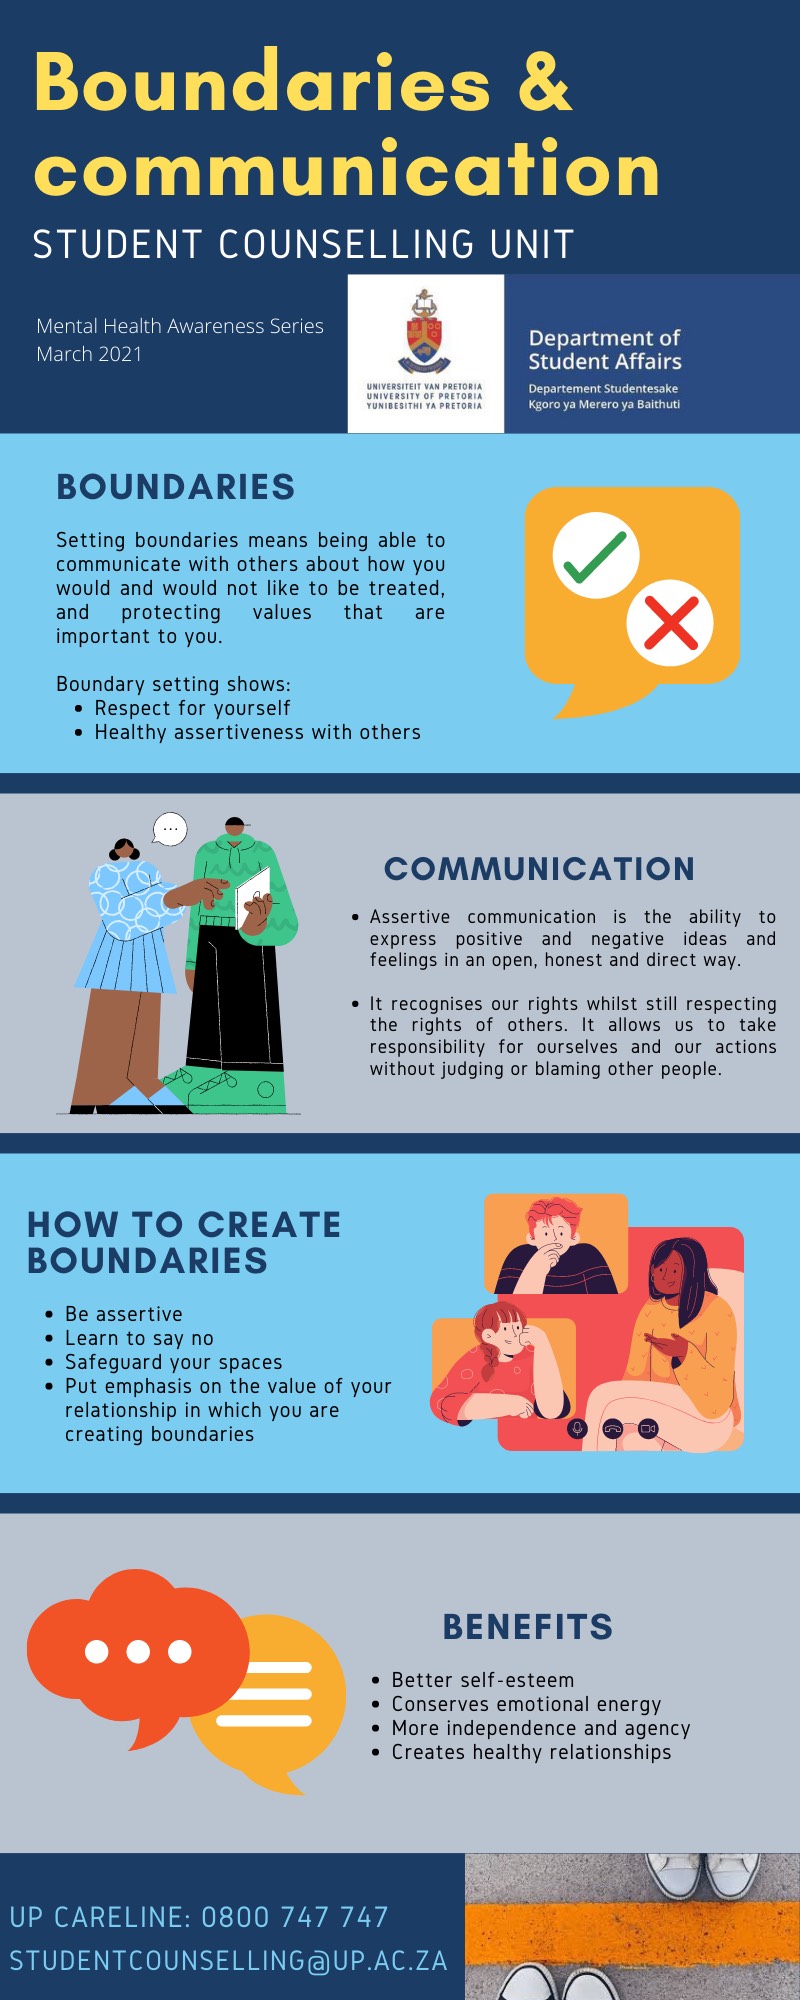 Boundaries &
communication
STUDENT COUNSELLING UNIT
Mental Health Awareness Series
March 2021
UNIVERSITEIT VAN PRETORIA
UNIVERSITY OF PRETORIA
YUNIBESITHI YA PRETORIA
Department of
Student Affairs
Departement Studentesake
Kgoro ya Merero ya Baithuti
BOUNDARIES
Setting boundaries means being able to
communicate with others about how you
would and would not like to be treated,
and protecting values that are
important to you.
Boundary setting shows:
• Respect for yourself
• Healthy assertiveness with others
COMMUNICATION
• Assertive communication is the ability to
express positive and negative ideas and
feelings in an open, honest and direct way.
• It recognises our rights whilst still respecting
the rights of others. It allows us to take
responsibility for ourselves and our actions
without judging or blaming other people.
HOW TO CREATE
BOUNDARIES
• Be assertive
• Learn to say no
• Safeguard your spaces
• Put emphasis on the value of your
relationship in which you are
creating boundaries
BENEFITS
• Better self-esteem
• Conserves emotional energy
• More independence and agency
• Creates healthy relationships
UP CARELINE: 0800 747 747
STUDENTCOUNSELLING@UP.AC.ZA